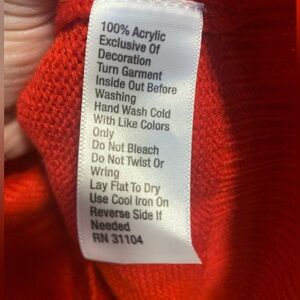 100% Acrylic
Exclusive Of
Decoration
Turn Garment
Inside Out Before
Washing
Hand Wash Cold
With Like Colors
Only
Do Not Bleach
Do Not Twist Or
Wring
Lay Flat To Dry
Use Cool Iron On
Reverse Side If
Needed
RN 31104